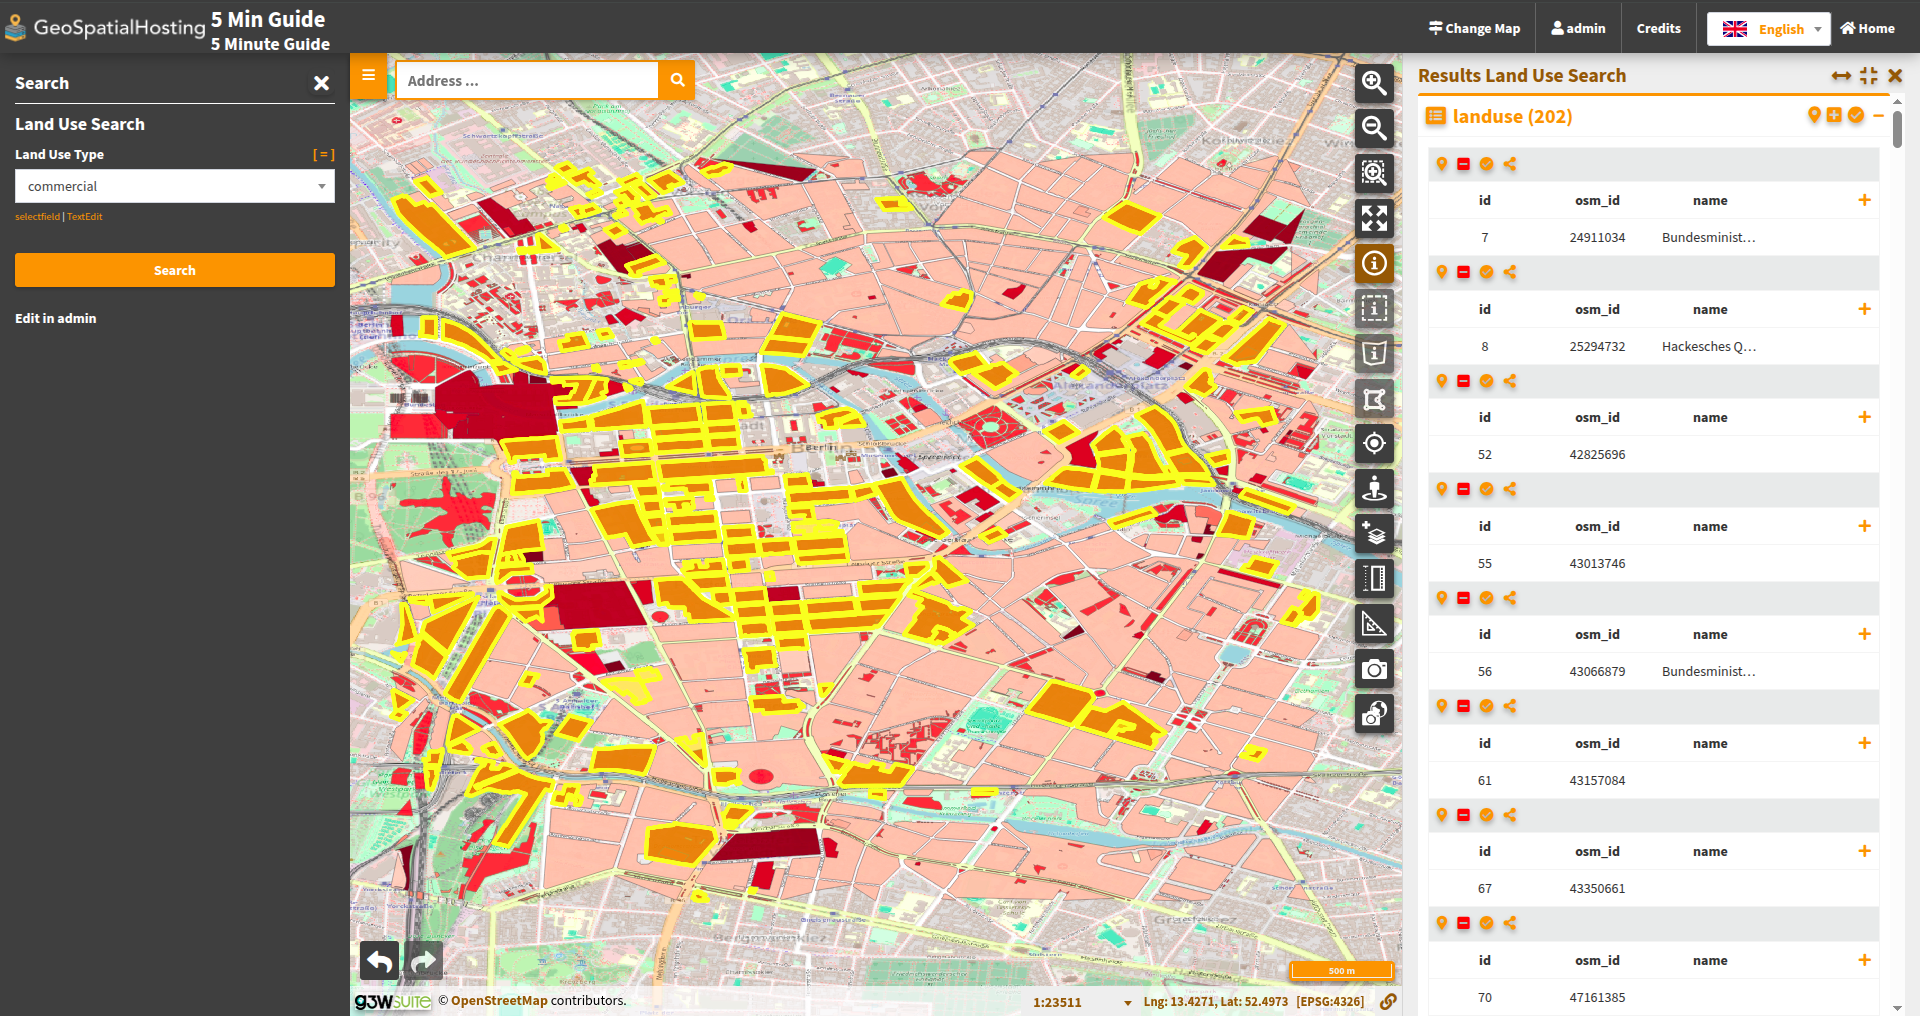 GeoSpatialHosting
5 Min Guide
5 Minute Guide
Change Map
admin
Credits
English
Home
Search
Land Use Search
Land Use Type
[ = ]
commercial
selectfield | TextEdit
Search
Edit in admin
Address ...
Alexanderplatz
Berlin
500 m
g3wsuite
© OpenStreetMap contributors.
1:23511
Lng: 13.4271, Lat: 52.4973 [EPSG:4326]
Results Land Use Search
landuse (202)
id osm_id name
7 24911034 Bundesminist...
id osm_id name
8 25294732 Hackesches Q...
id osm_id name
52 42825696
id osm_id name
55 43013746
id osm_id name
56 43066879 Bundesminist...
id osm_id name
61 43157084
id osm_id name
67 43350661
id osm_id name
70 47161385